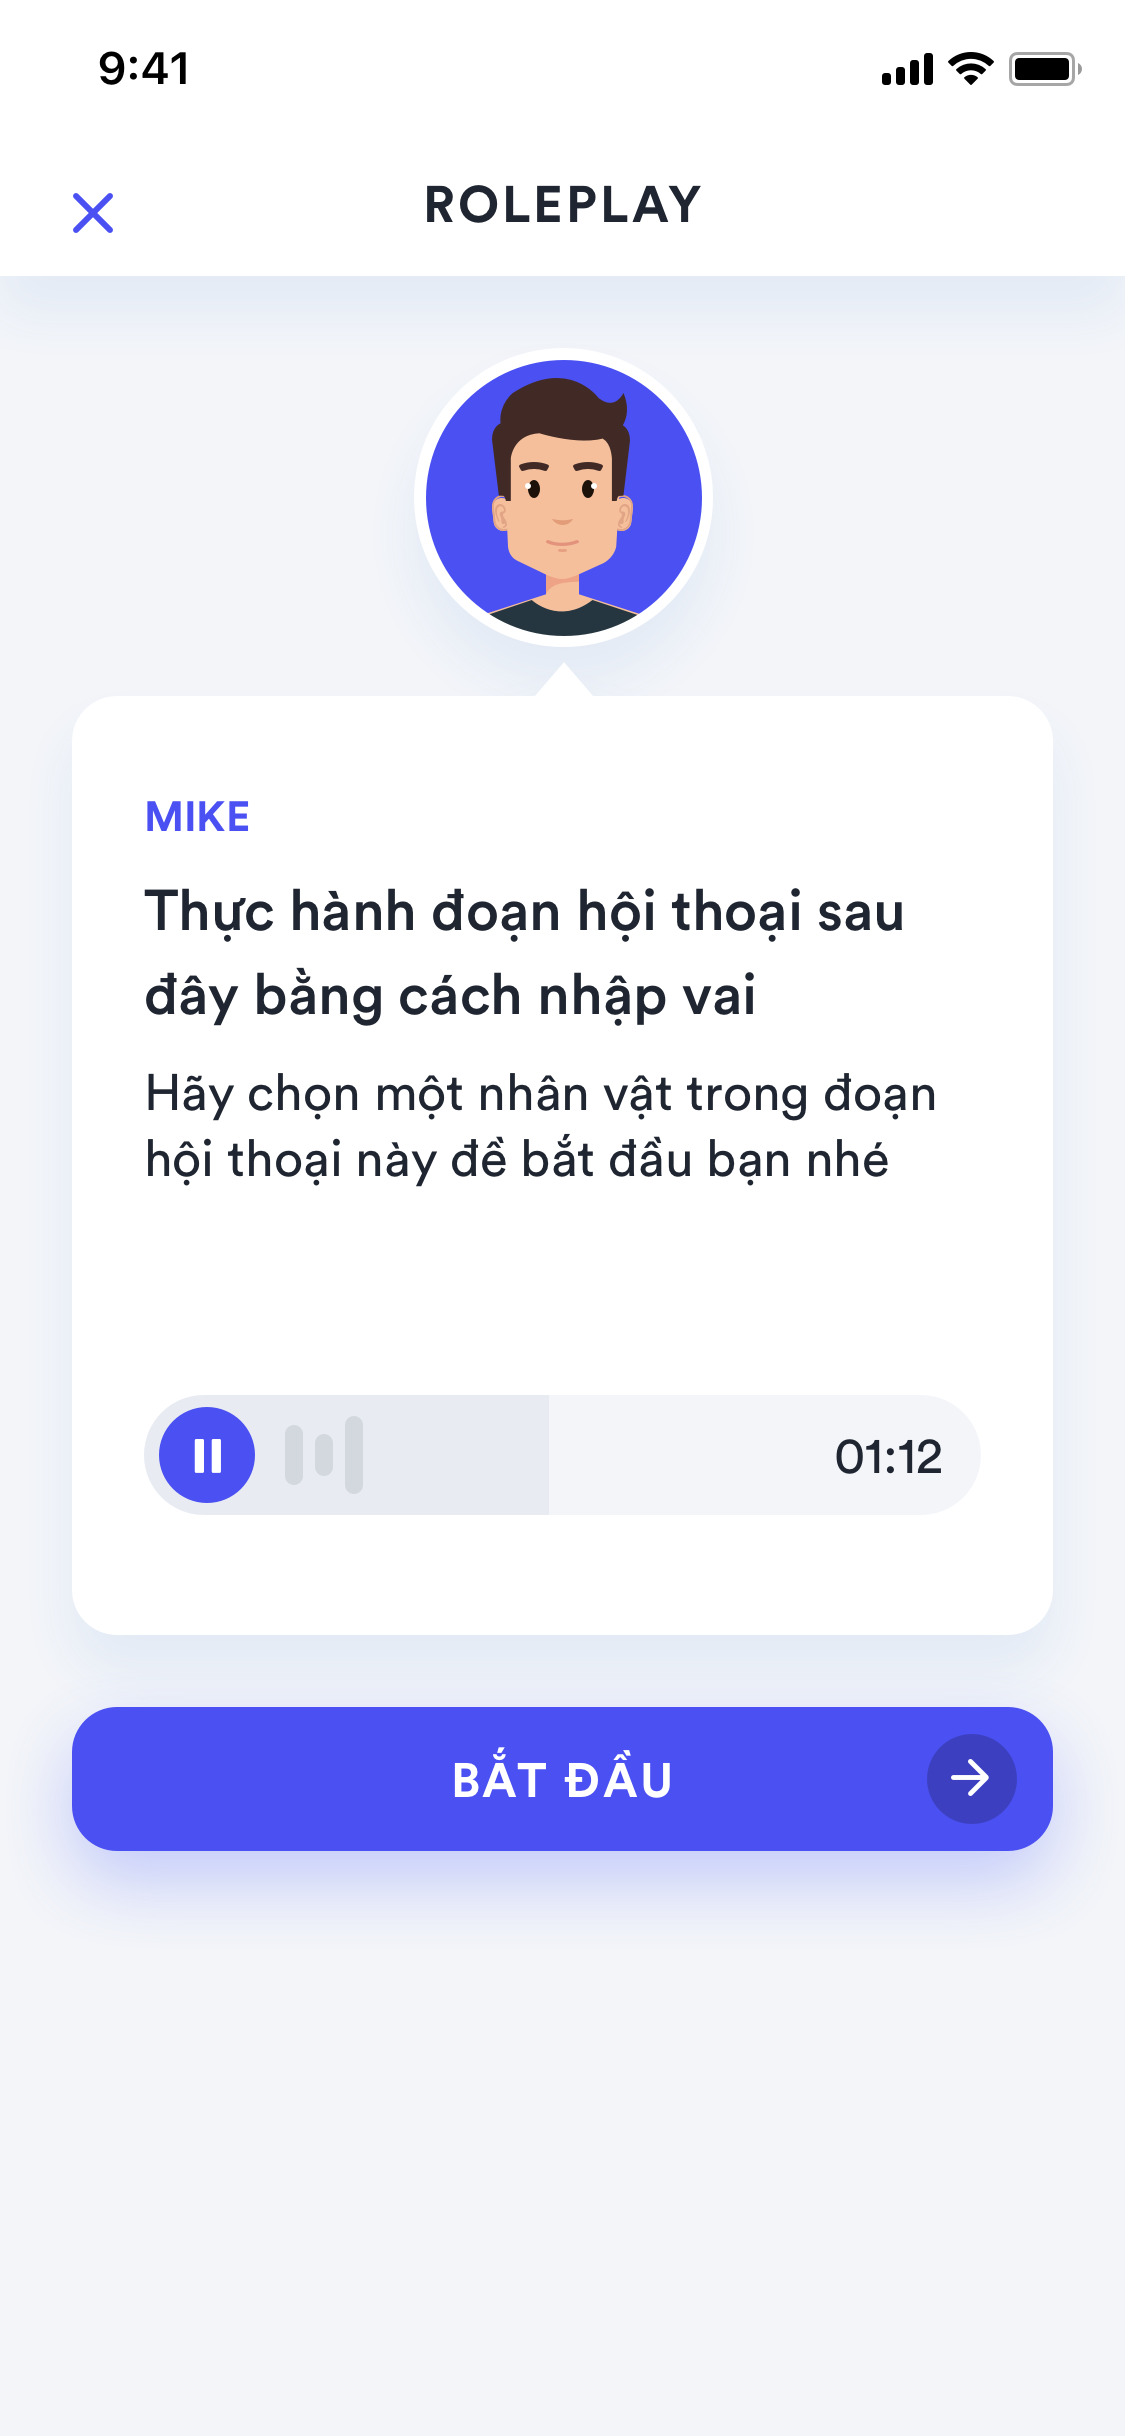 9:41
ROLEPLAY
MIKE
Thực hành đoạn hội thoại sau
đây bằng cách nhập vai
Hãy chọn một nhân vật trong đoạn
hội thoại này để bắt đầu bạn nhé
01:12
BẮT ĐẦU